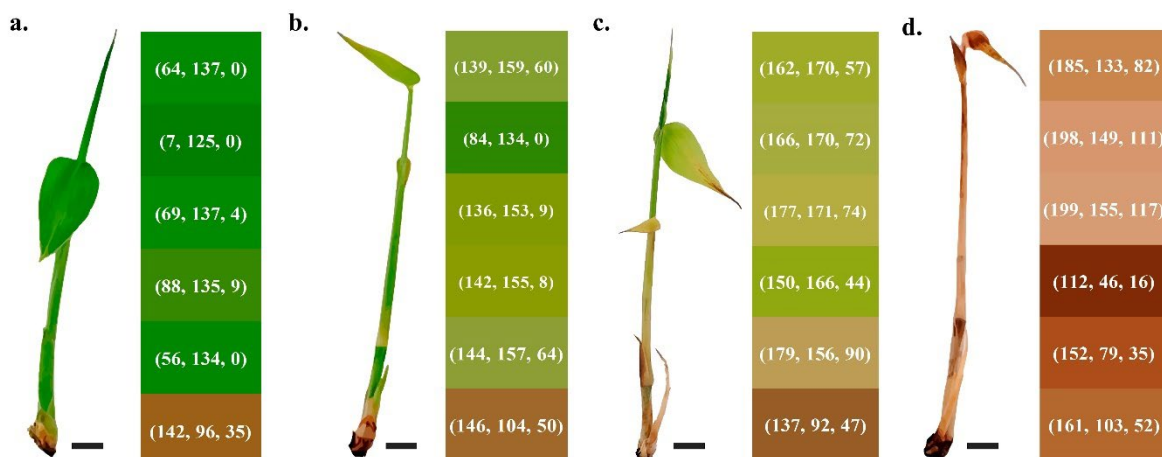 a.
(64, 137, 0)
(7, 125, 0)
(69, 137, 4)
(88, 135, 9)
(56, 134, 0)
(142, 96, 35)
b.
(139, 159, 60)
(84, 134, 0)
(136, 153, 9)
(142, 155, 8)
(144, 157, 64)
(146, 104, 50)
c.
(162, 170, 57)
(166, 170, 72)
(177, 171, 74)
(150, 166, 44)
(179, 156, 90)
(137, 92, 47)
d.
(185, 133, 82)
(198, 149, 111)
(199, 155, 117)
(112, 46, 16)
(152, 79, 35)
(161, 103, 52)